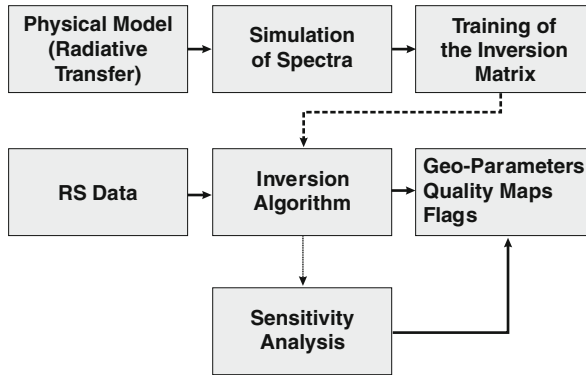 Physical Model
(Radiative
Transfer)
Simulation
of Spectra
Training of
the Inversion
Matrix
RS Data
Inversion
Algorithm
Geo-Parameters
Quality Maps
Flags
Sensitivity
Analysis